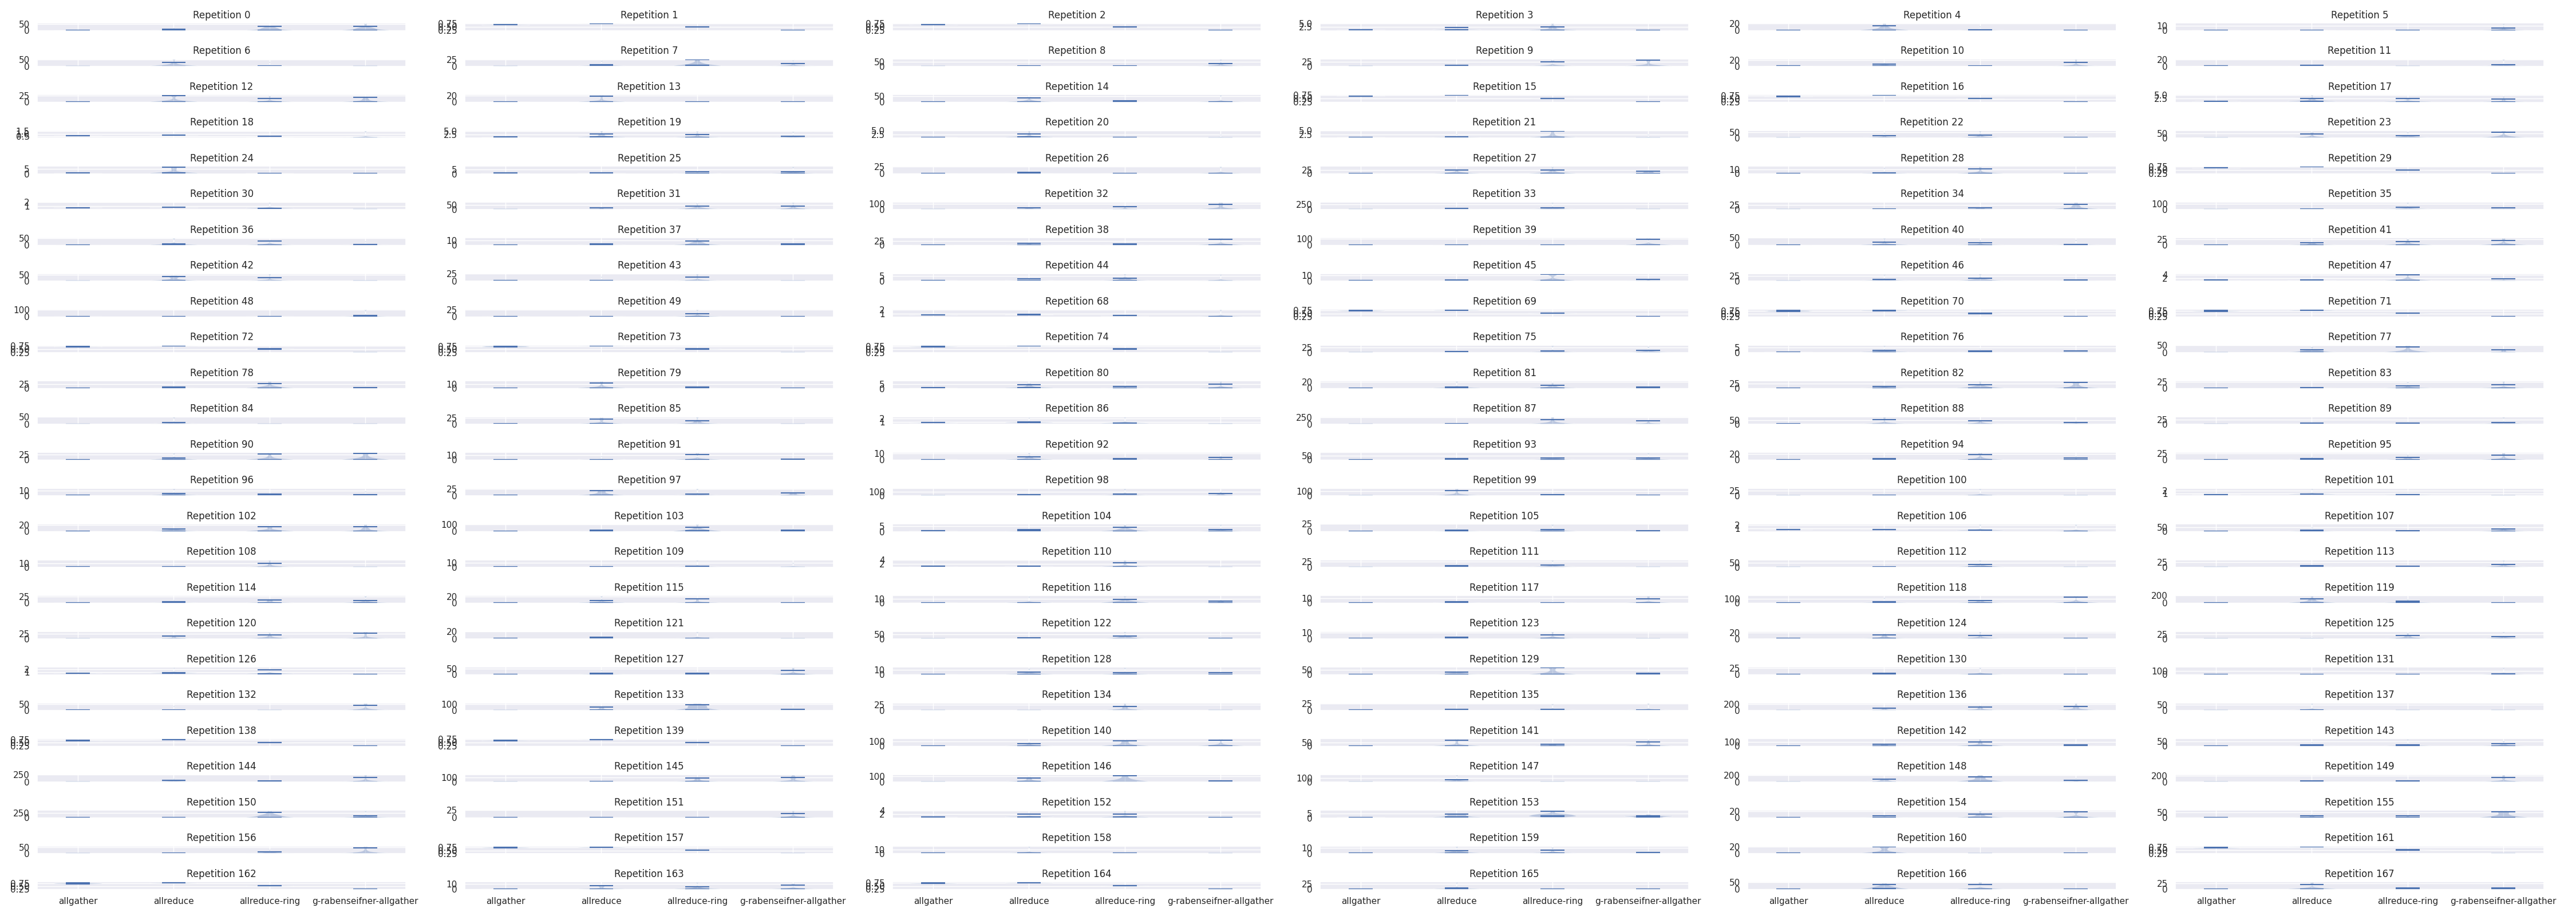 Repetition 0 Repetition 1 Repetition 2 Repetition 3 Repetition 4 Repetition 5
50 0.75 0.75 5.0 20 10
0 0.25 0.25 2.5 0 0
Repetition 6 Repetition 7 Repetition 8 Repetition 9 Repetition 10 Repetition 11
50 25 50 25 20 20
0 0 0 0 0 0
Repetition 12 Repetition 13 Repetition 14 Repetition 15 Repetition 16 Repetition 17
25 20 50 0.75 0.75 5.0
0 0 0 0.25 0.25 2.5
Repetition 18 Repetition 19 Repetition 20 Repetition 21 Repetition 22 Repetition 23
1.5 5.0 5.0 5.0 50 50
0.5 2.5 2.5 2.5 0 0
Repetition 24 Repetition 25 Repetition 26 Repetition 27 Repetition 28 Repetition 29
5 5 25 25 10 0.75
0 0 0 0 0 0.25
Repetition 30 Repetition 31 Repetition 32 Repetition 33 Repetition 34 Repetition 35
2 50 100 250 25 100
1 0 0 0 0 0
Repetition 36 Repetition 37 Repetition 38 Repetition 39 Repetition 40 Repetition 41
50 10 25 100 50 25
0 0 0 0 0 0
Repetition 42 Repetition 43 Repetition 44 Repetition 45 Repetition 46 Repetition 47
50 25 5 10 25 4
0 0 0 0 0 2
Repetition 48 Repetition 49 Repetition 68 Repetition 69 Repetition 70 Repetition 71
100 25 2 0.75 0.75 0.75
0 0 1 0.25 0.25 0.25
Repetition 72 Repetition 73 Repetition 74 Repetition 75 Repetition 76 Repetition 77
0.75 0.75 0.75 25 5 50
0.25 0.25 0.25 0 0 0
Repetition 78 Repetition 79 Repetition 80 Repetition 81 Repetition 82 Repetition 83
25 10 5 20 25 25
0 0 0 0 0 0
Repetition 84 Repetition 85 Repetition 86 Repetition 87 Repetition 88 Repetition 89
50 25 2 250 50 25
0 0 1 0 0 0
Repetition 90 Repetition 91 Repetition 92 Repetition 93 Repetition 94 Repetition 95
25 10 10 50 20 25
0 0 0 0 0 0
Repetition 96 Repetition 97 Repetition 98 Repetition 99 Repetition 100 Repetition 101
10 25 100 100 25 2
0 0 0 0 0 1
Repetition 102 Repetition 103 Repetition 104 Repetition 105 Repetition 106 Repetition 107
20 100 5 25 2 50
0 0 0 0 1 0
Repetition 108 Repetition 109 Repetition 110 Repetition 111 Repetition 112 Repetition 113
10 10 4 25 50 25
0 0 2 0 0 0
Repetition 114 Repetition 115 Repetition 116 Repetition 117 Repetition 118 Repetition 119
25 20 10 10 100 200
0 0 0 0 0 0
Repetition 120 Repetition 121 Repetition 122 Repetition 123 Repetition 124 Repetition 125
25 20 50 10 20 25
0 0 0 0 0 0
Repetition 126 Repetition 127 Repetition 128 Repetition 129 Repetition 130 Repetition 131
2 50 10 50 25 100
1 0 0 0 0 0
Repetition 132 Repetition 133 Repetition 134 Repetition 135 Repetition 136 Repetition 137
50 100 25 25 200 50
0 0 0 0 0 0
Repetition 138 Repetition 139 Repetition 140 Repetition 141 Repetition 142 Repetition 143
0.75 0.75 100 50 100 50
0.25 0.25 0 0 0 0
Repetition 144 Repetition 145 Repetition 146 Repetition 147 Repetition 148 Repetition 149
250 100 100 100 200 200
0 0 0 0 0 0
Repetition 150 Repetition 151 Repetition 152 Repetition 153 Repetition 154 Repetition 155
250 25 4 5 20 50
0 0 2 0 0 0
Repetition 156 Repetition 157 Repetition 158 Repetition 159 Repetition 160 Repetition 161
50 0.75 10 10 20 0.75
0 0.25 0 0 0 0.25
Repetition 162 Repetition 163 Repetition 164 Repetition 165 Repetition 166 Repetition 167
0.75 10 0.75 25 50 25
0.25 0 0.25 0 0 0
allgather allreduce allreduce-ring g-rabenseifner-allgather allgather allreduce allreduce-ring g-rabenseifner-allgather allgather allreduce allreduce-ring g-rabenseifner-allgather allgather allreduce allreduce-ring g-rabenseifner-allgather allgather allreduce allreduce-ring g-rabenseifner-allgather allgather allreduce allreduce-ring g-rabenseifner-allgather